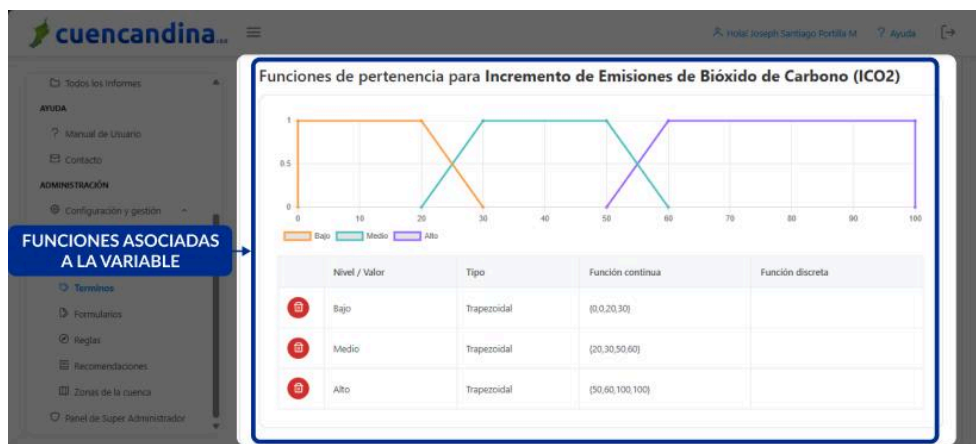 cuencandina
Hola! Joseph Santiago Portilla M
? Ayuda
Todos los Informes
AYUDA
? Manual de Usuario
Contacto
ADMINISTRACIÓN
Configuración y gestión
FUNCIONES ASOCIADAS
A LA VARIABLE
Terminos
Formularios
Reglas
Recomendaciones
Zonas de la cuenca
Panel de Super Administrador
Funciones de pertenencia para Incremento de Emisiones de Bióxido de Carbono (ICO2)
1
0.5
0
0 10 20 30 40 50 60 70 80 90 100
Bajo Medio Alto
Nivel / Valor Tipo Función continua Función discreta
Bajo Trapezoidal (0,0,20,30)
Medio Trapezoidal (20,30,50,60)
Alto Trapezoidal (50,60,100,100)